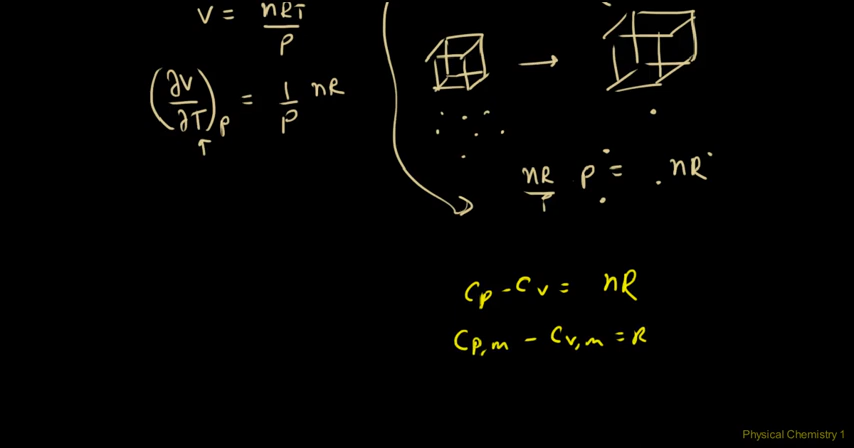 V = nRT/P
(∂V/∂T)P = 1/P nR
nR/P P = nR
Cp - Cv = nR
Cp,m - Cv,m = R
Physical Chemistry 1